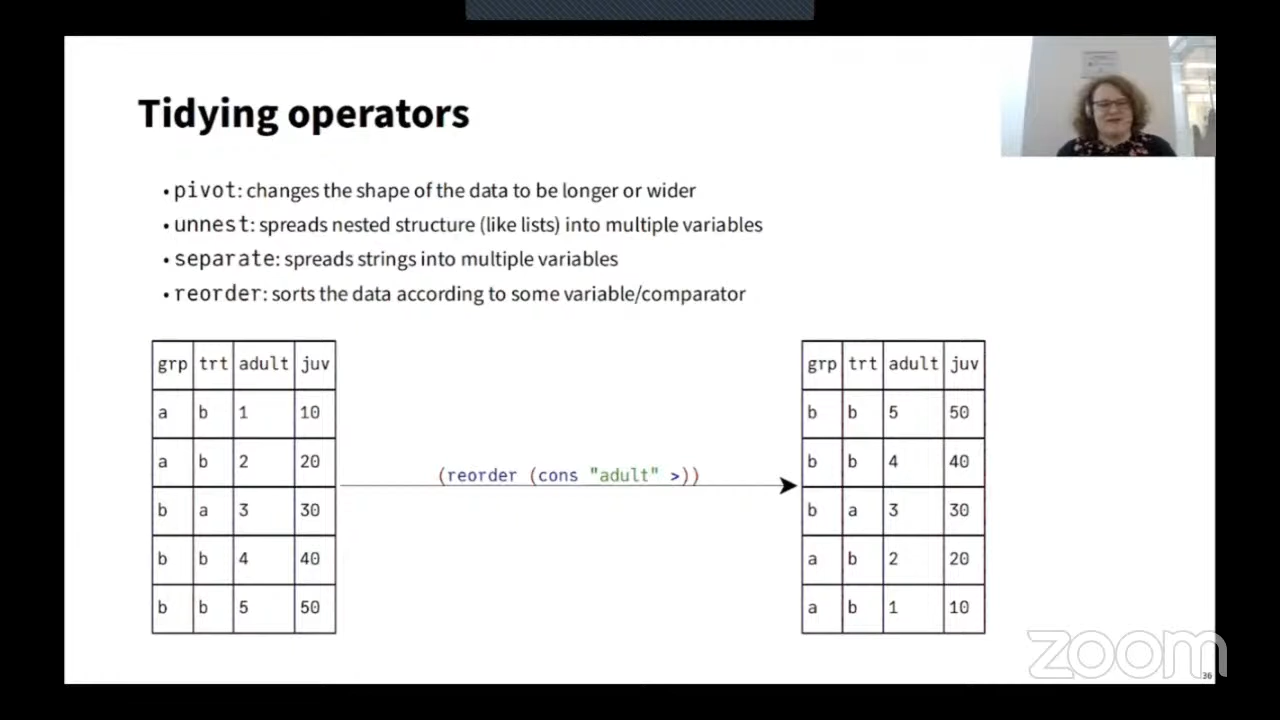 Tidying operators
• pivot: changes the shape of the data to be longer or wider
• unnest: spreads nested structure (like lists) into multiple variables
• separate: spreads strings into multiple variables
• reorder: sorts the data according to some variable/comparator
grp trt adult juv
a b 1 10
a b 2 20
b a 3 30
b b 4 40
b b 5 50
(reorder (cons "adult" >))
grp trt adult juv
b b 5 50
b b 4 40
b a 3 30
a b 2 20
a b 1 10
zoom
36